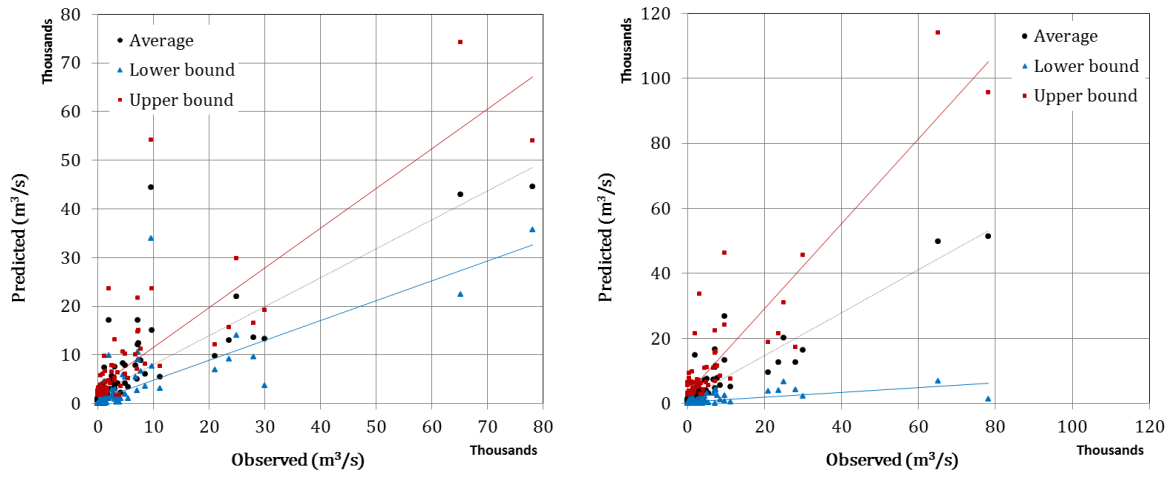 80
70
60
50
40
30
20
10
0
Thousands
Predicted (m³/s)
Average
Lower bound
Upper bound
0 10 20 30 40 50 60 70 80
Thousands
Observed (m³/s)
120
100
80
60
40
20
0
Thousands
Predicted (m³/s)
Average
Lower bound
Upper bound
0 20 40 60 80 100 120
Thousands
Observed (m³/s)